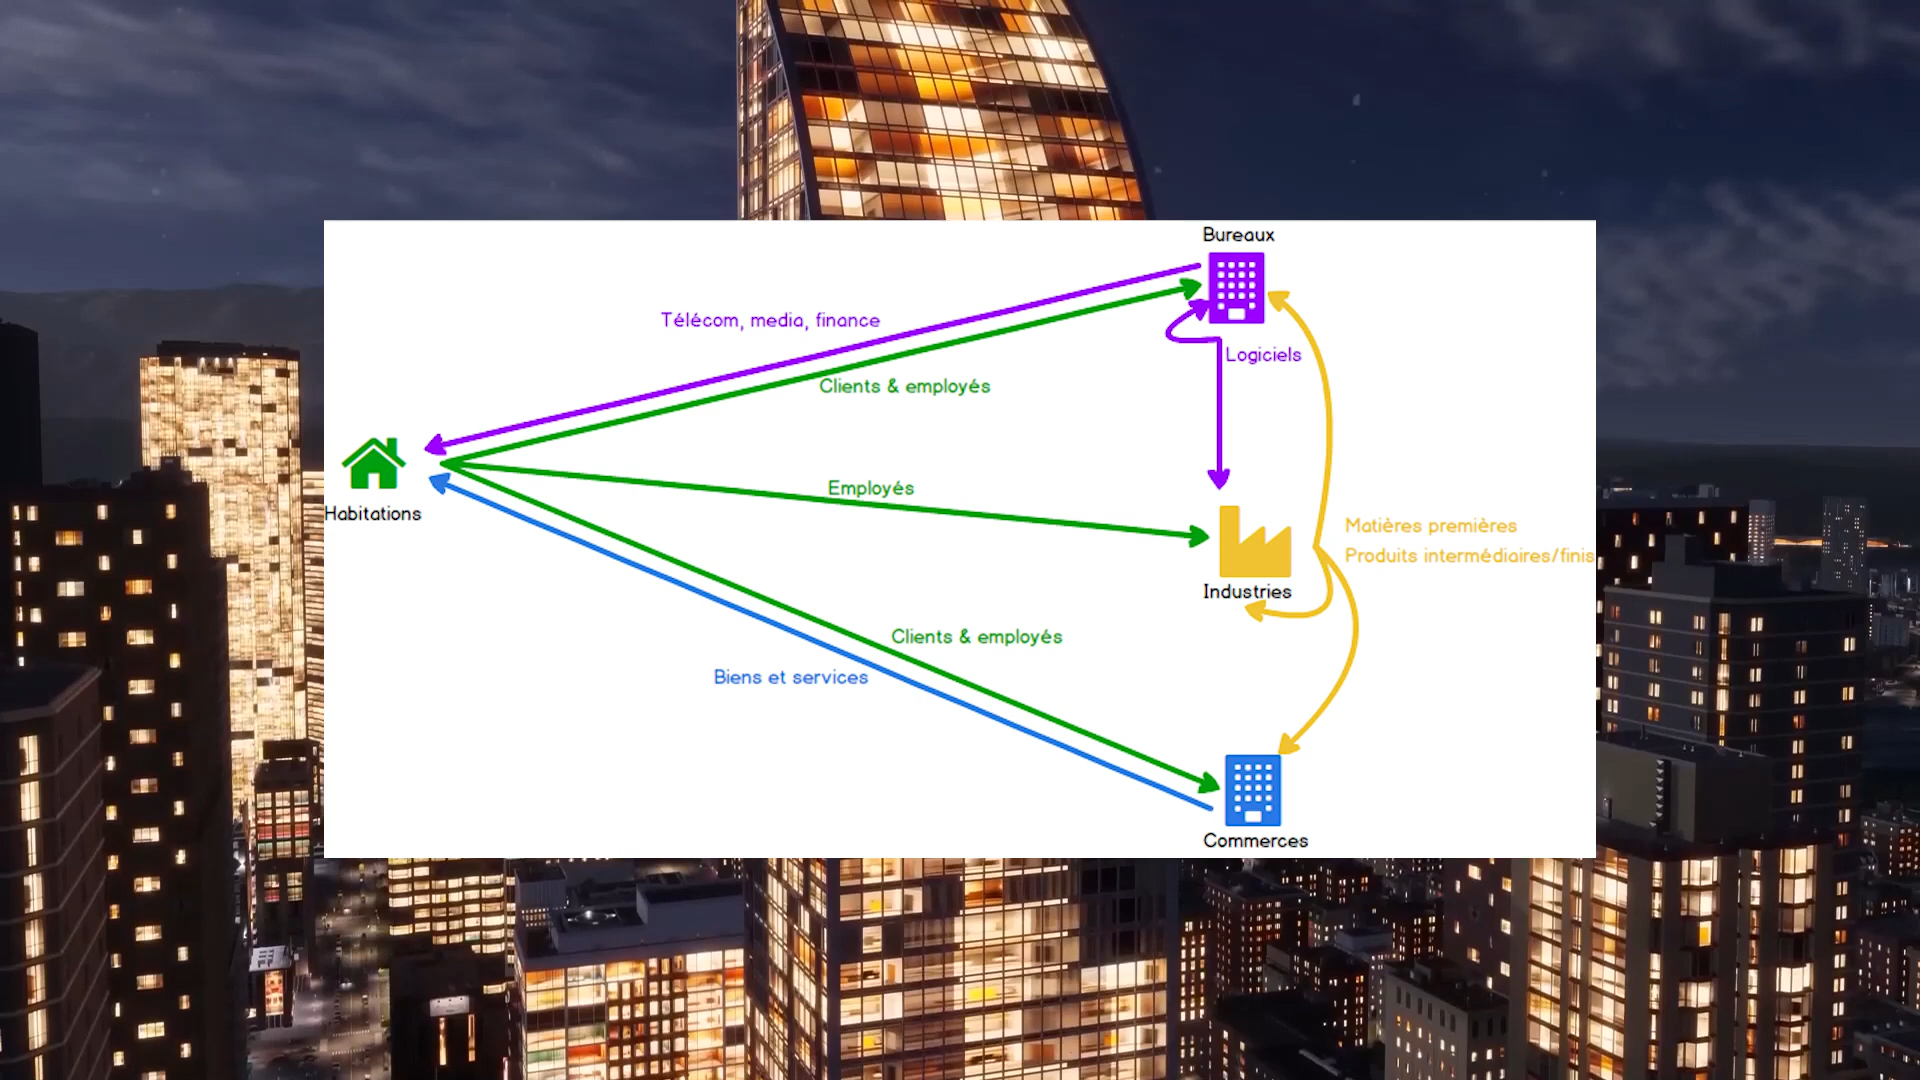 Bureaux
Télécom, media, finance
Logiciels
Clients & employés
Employés
Habitations
Matières premières
Produits intermédiaires/finis
Industries
Clients & employés
Biens et services
Commerces